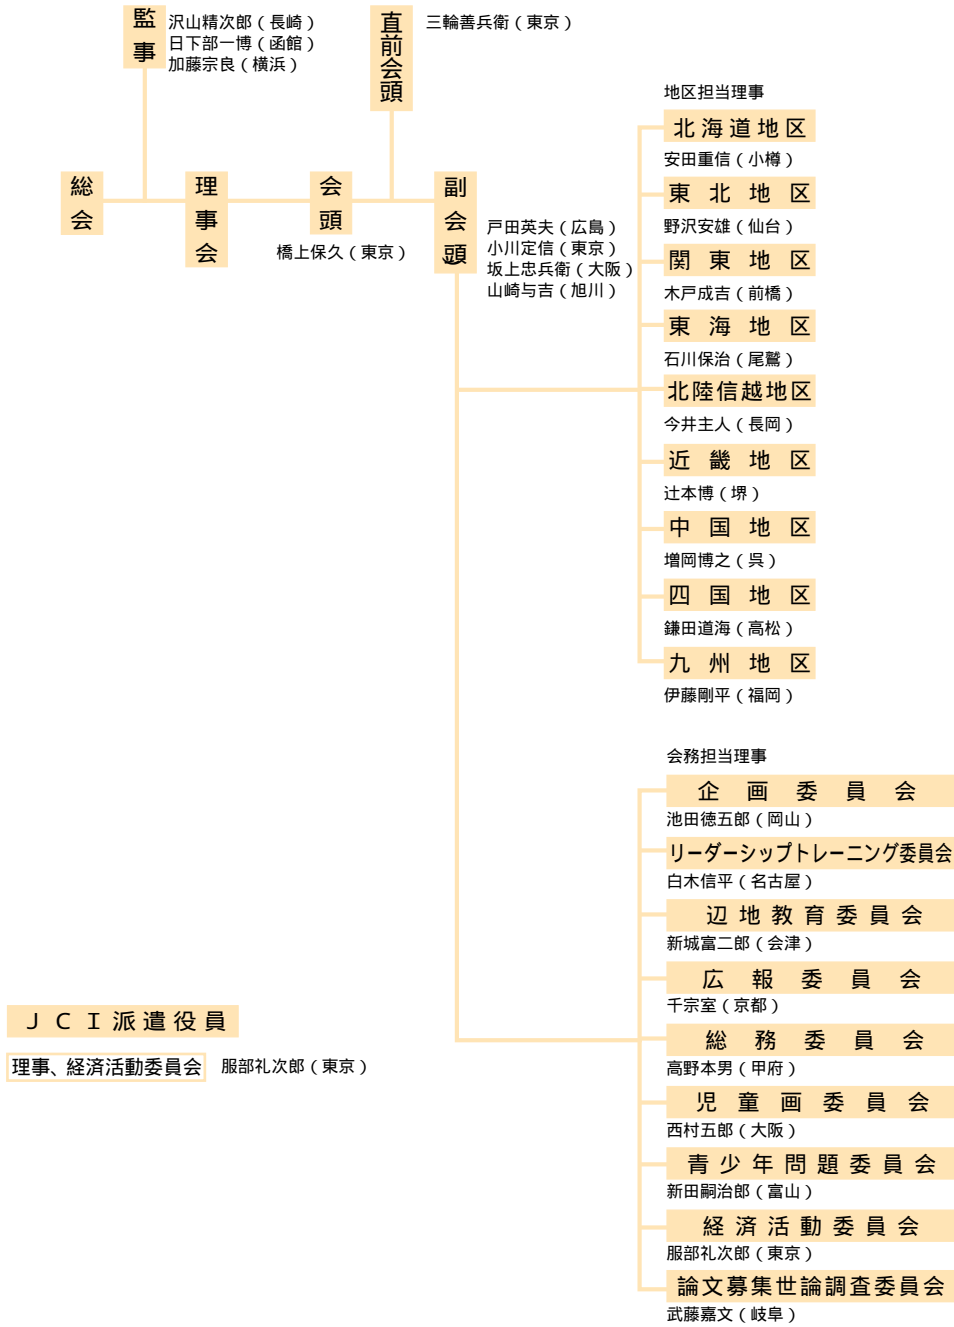 監事
沢山精次郎（長崎）
日下部一博（函館）
加藤宗良（横浜）
直前会頭
三輪善兵衛（東京）
総会
理事会
会頭
橋上保久（東京）
副会頭
戸田英夫（広島）
小川定信（東京）
坂上忠兵衛（大阪）
山崎与吉（旭川）
地区担当理事
北海道地区
安田重信（小樽）
東北地区
野沢安雄（仙台）
関東地区
木戸成吉（前橋）
東海地区
石川保治（尾鷲）
北陸信越地区
今井主人（長岡）
近畿地区
辻本博（堺）
中国地区
増岡博之（呉）
四国地区
鎌田道海（高松）
九州地区
伊藤剛平（福岡）
会務担当理事
企画委員会
池田徳五郎（岡山）
リーダーシップトレーニング委員会
白木信平（名古屋）
辺地教育委員会
新城富二郎（会津）
広報委員会
千宗室（京都）
総務委員会
高野本男（甲府）
児童画委員会
西村五郎（大阪）
青少年問題委員会
新田嗣治郎（富山）
経済活動委員会
服部礼次郎（東京）
論文募集世論調査委員会
武藤嘉文（岐阜）
ＪＣＩ派遣役員
理事、経済活動委員会
服部礼次郎（東京）